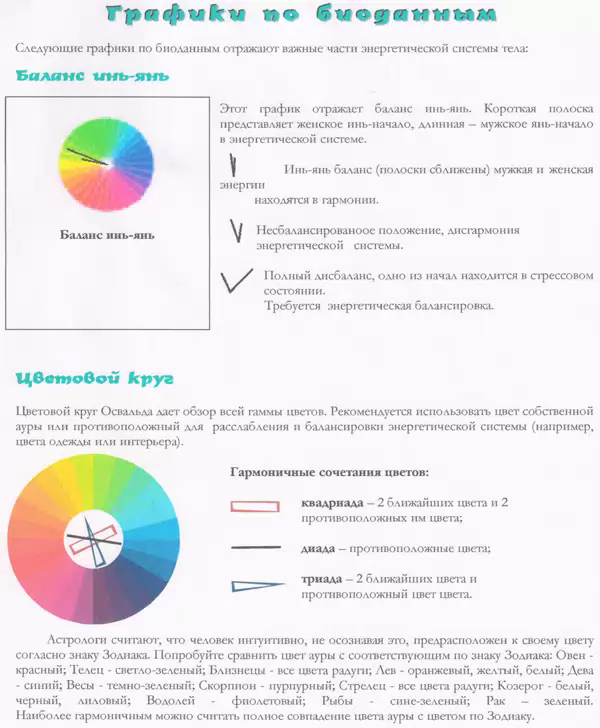 Графики по биоданным
Следующие графики по биоданным отражают важные части энергетической системы тела:
Баланс инь-янь
Этот график отражает баланс инь-янь. Короткая полоска
представляет женское инь-начало, длинная – мужское янь-начало
в энергетической системе.
Инь-янь баланс (полоски сближены) мужкая и женская
энергии
находятся в гармонии.
Баланс инь-янь
Несбалансированоое положение, дисгармония
энергетической системы.
Полный дисбаланс, одно из начал находится в стрессовом
состоянии.
Требуется энергетическая балансировка.
Цветовой круг
Цветовой круг Освальда дает обзор всей гаммы цветов. Рекомендуется использовать цвет собственной
ауры или противоположный для расслабления и балансировки энергетической системы (например,
цвета одежды или интерьера).
Гармоничные сочетания цветов:
квадриада – 2 ближайших цвета и 2
противоположных им цвета;
диада – противоположные цвета;
триада – 2 ближайших цвета и
противоположный цвет цвета.
Астрологи считают, что человек интуитивно, не осознавая это, предрасположен к своему цвету
согласно знаку Зодиака. Попробуйте сравнить цвет ауры с соответствующим по знаку Зодиака: Овен -
красный; Телец - светло-зеленый; Близнецы - все цвета радуги; Лев - оранжевый, желтый, белый; Дева
- синий; Весы - темно-зеленый; Скорпион - пурпурный; Стрелец - все цвета радуги; Козерог - белый,
черный, лиловый; Водолей - фиолетовый; Рыбы - сине-зеленый; Рак – зеленый.
Наиболее гармоничным можно считать полное совпадение цвета ауры с цветом по Зодиаку.